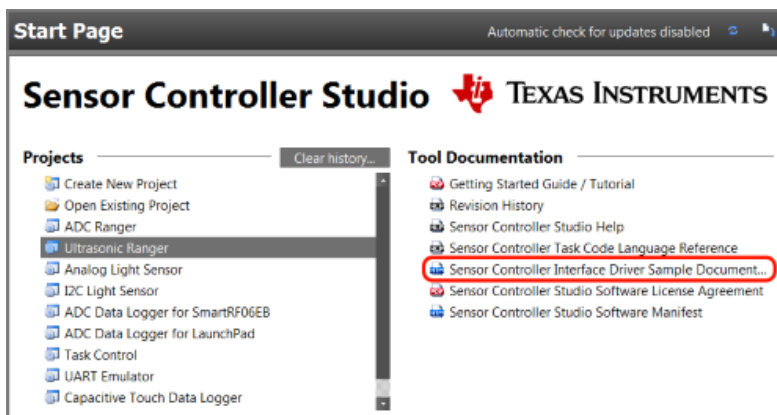 Start Page
Automatic check for updates disabled
Sensor Controller Studio
TEXAS INSTRUMENTS
Projects
Clear history...
Create New Project
Open Existing Project
ADC Ranger
Ultrasonic Ranger
Analog Light Sensor
I2C Light Sensor
ADC Data Logger for SmartRF06EB
ADC Data Logger for LaunchPad
Task Control
UART Emulator
Capacitive Touch Data Logger
Tool Documentation
Getting Started Guide / Tutorial
Revision History
Sensor Controller Studio Help
Sensor Controller Task Code Language Reference
Sensor Controller Interface Driver Sample Document...
Sensor Controller Studio Software License Agreement
Sensor Controller Studio Software Manifest